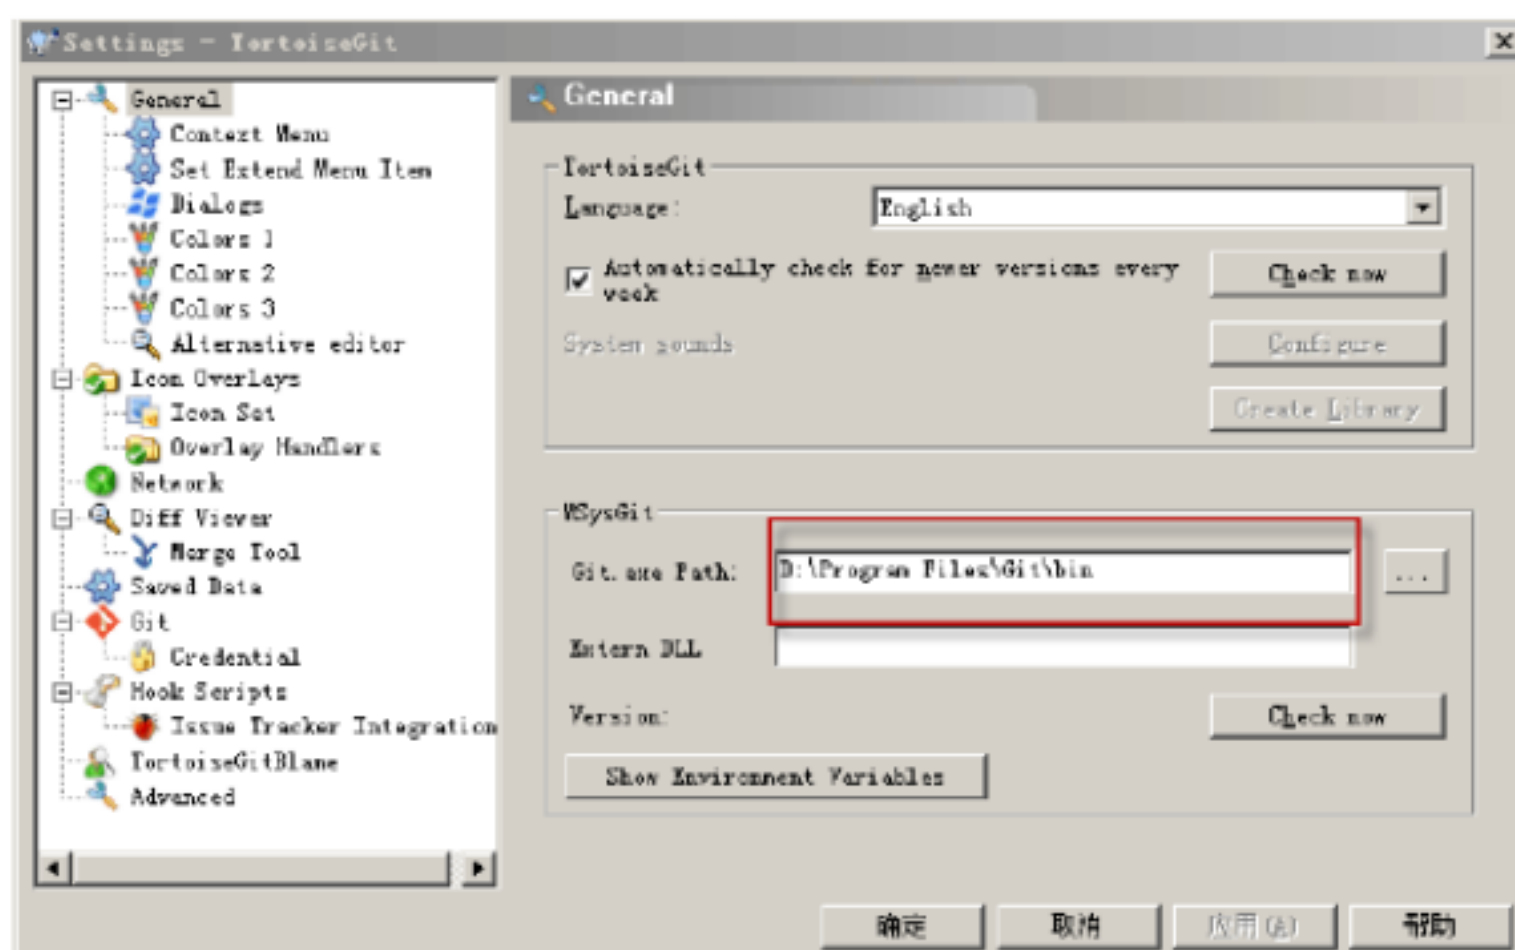 Settings - TortoiseGit
General
Context Menu
Set Extend Menu Item
Dialogs
Colors 1
Colors 2
Colors 3
Alternative editor
Icon Overlays
Icon Set
Overlay Handlers
Network
Diff Viewer
Merge Tool
Saved Data
Git
Credential
Hook Scripts
Issue Tracker Integration
TortoiseGitBlame
Advanced
General
TortoiseGit
Language:
English
Automatically check for newer versions every
week
Check now
System sounds
Configure
Create Library
MSysGit
Git.exe Path:
D:\Program Files\Git\bin
...
Extern DLL
Version:
Check now
Show Environment Variables
确定
取消
应用(A)
帮助